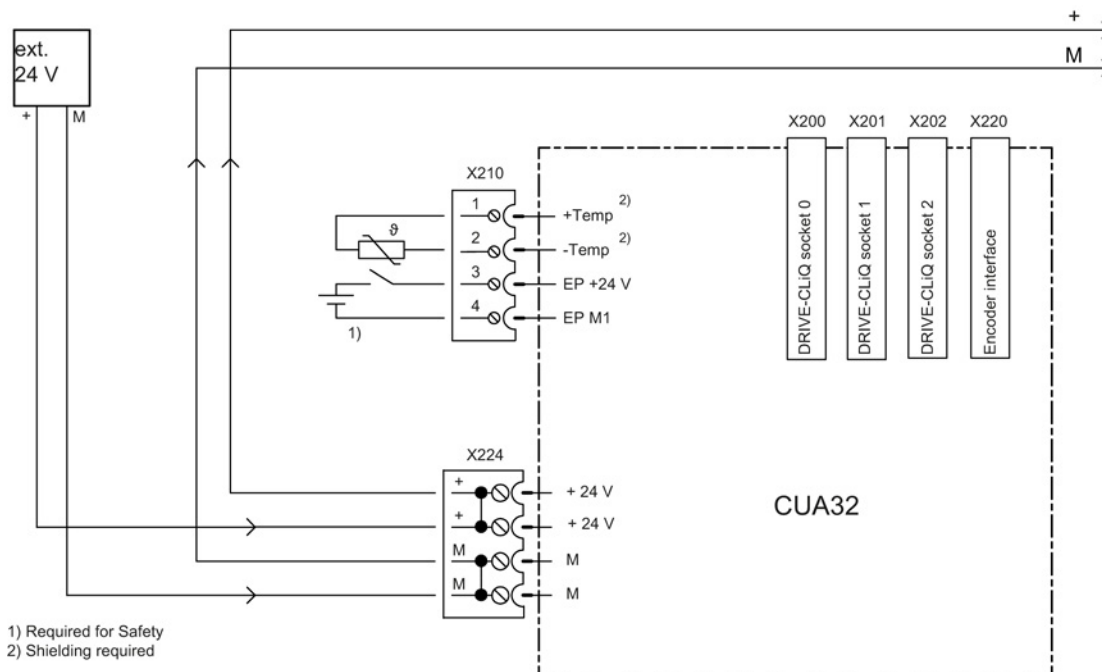 +
M
ext.
24 V
+
M
X200
X201
X202
X220
DRIVE-CLiQ socket 0
DRIVE-CLiQ socket 1
DRIVE-CLiQ socket 2
Encoder interface
X210
1
+Temp 2)
ϑ
2
-Temp 2)
3
EP +24 V
4
EP M1
1)
X224
+
+ 24 V
+
+ 24 V
M
M
M
M
CUA32
1) Required for Safety
2) Shielding required